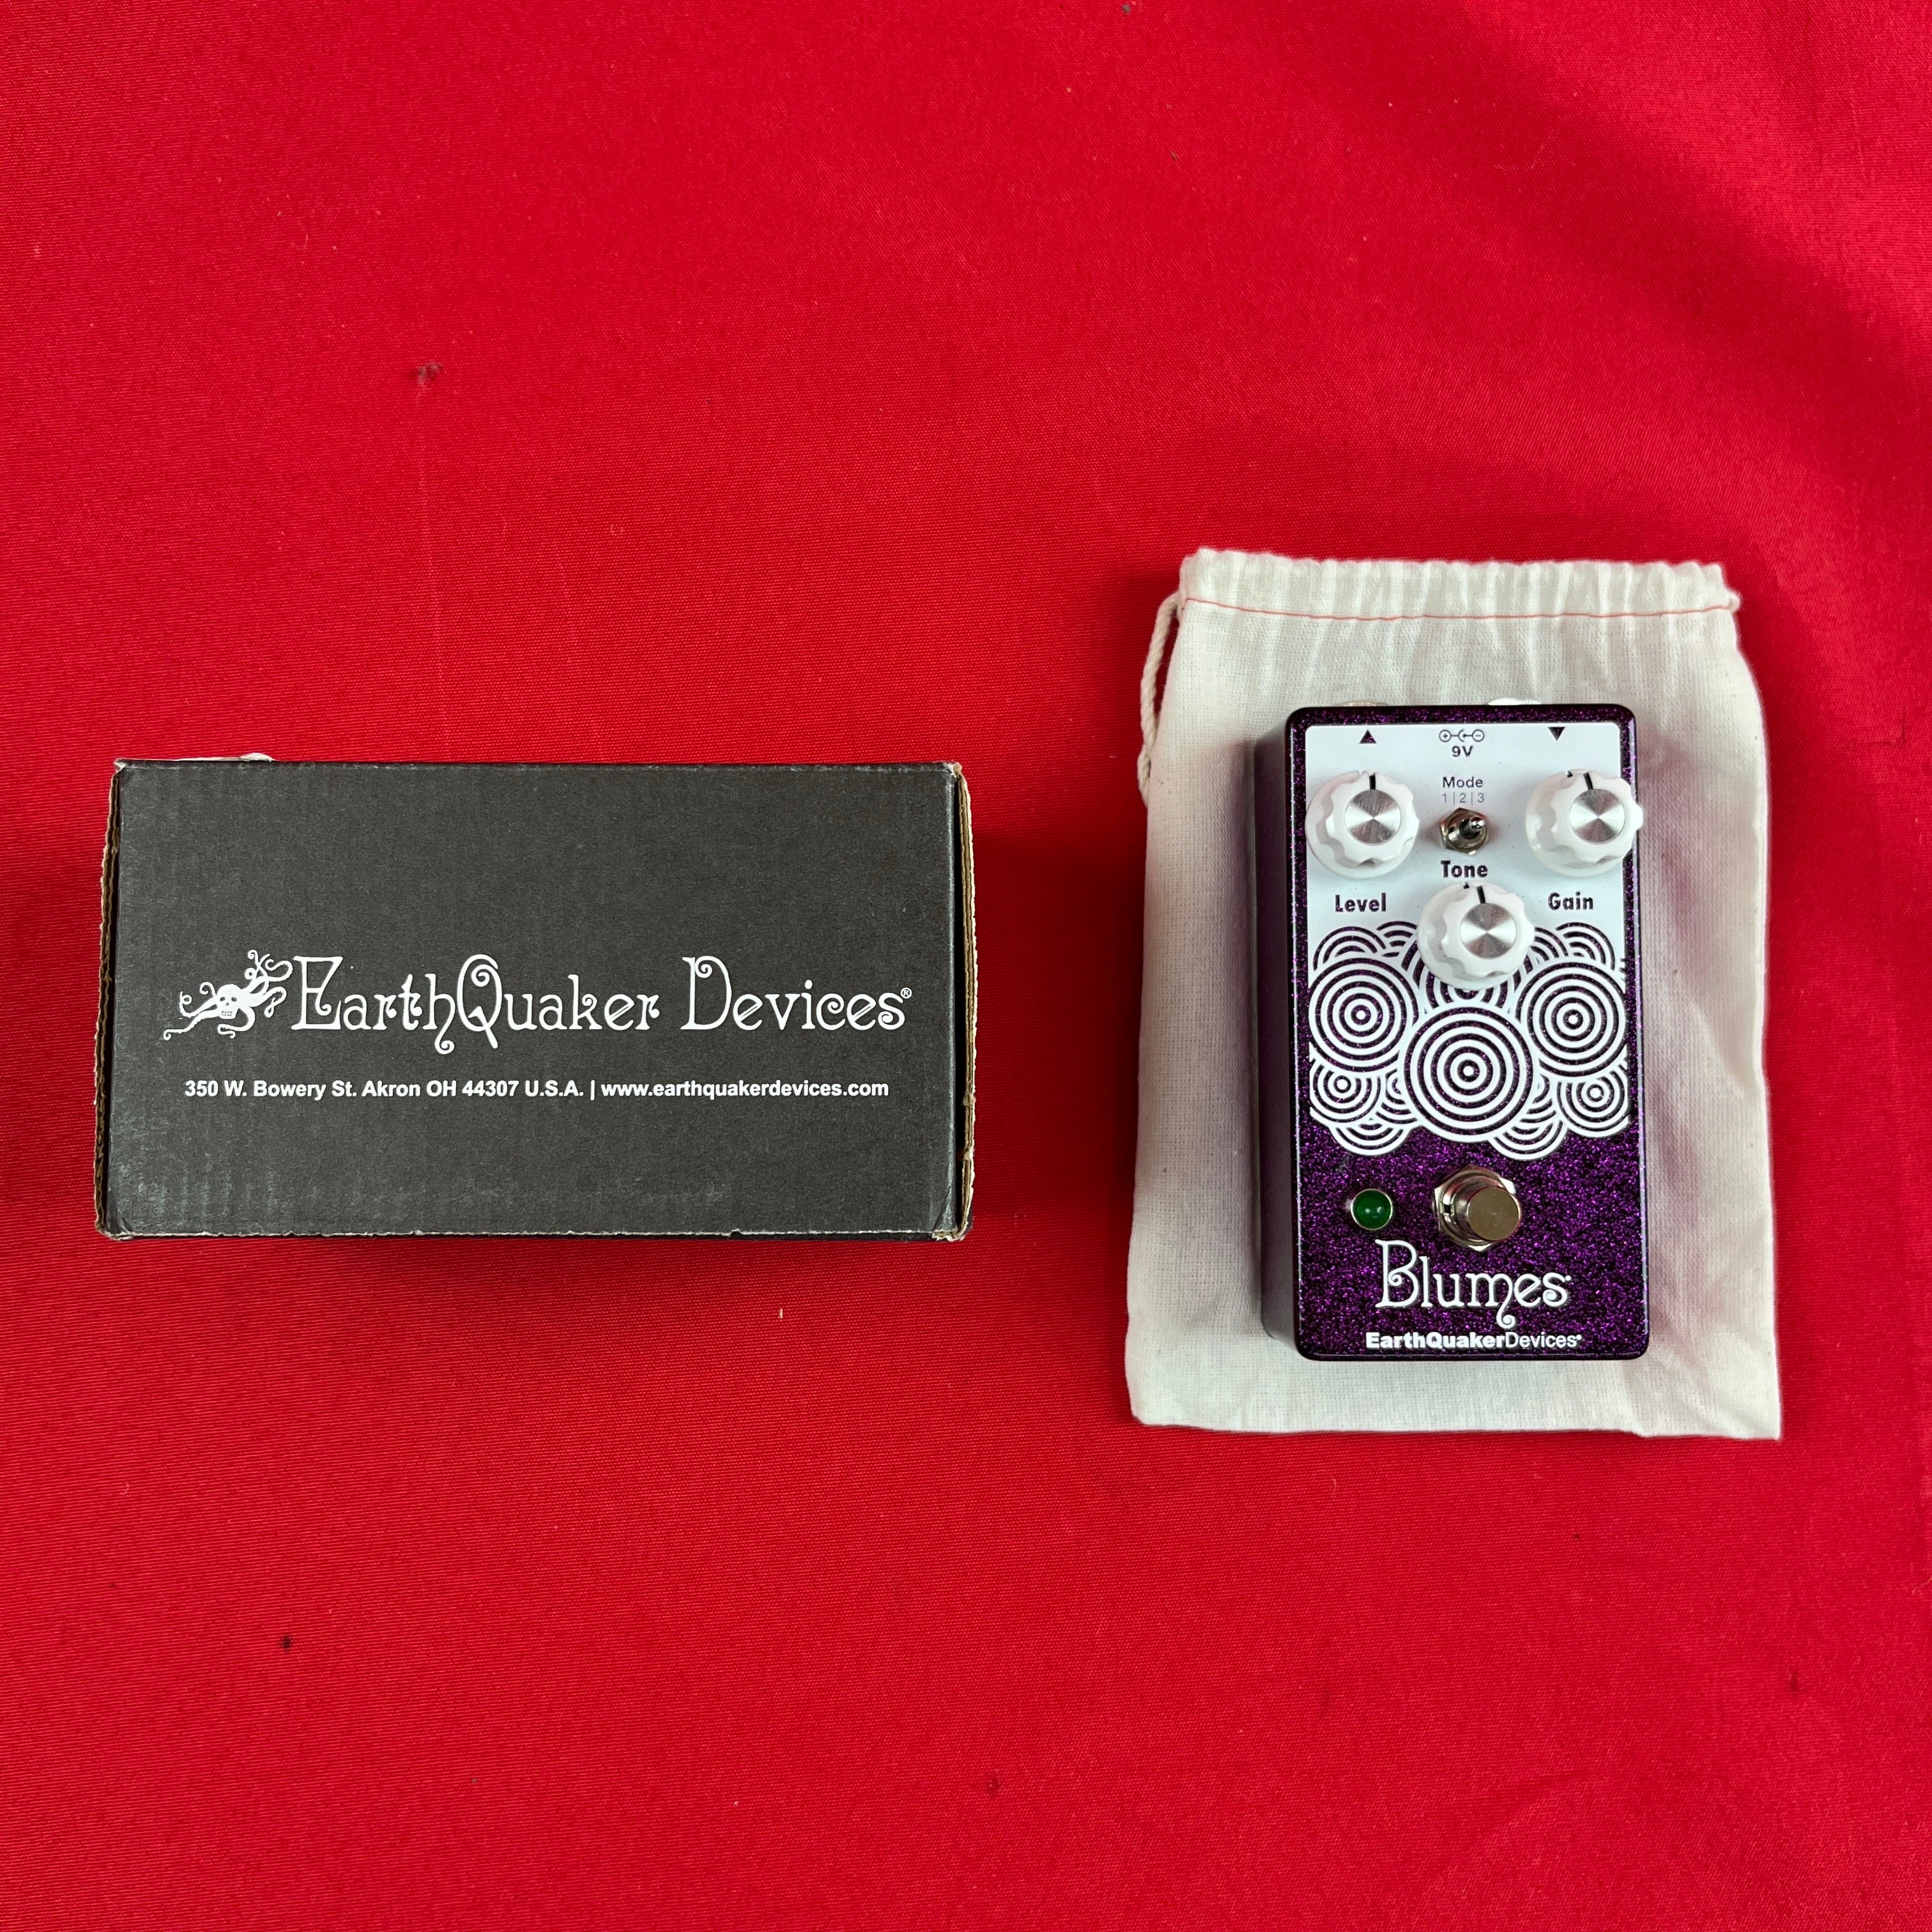 EarthQuaker Devices®
350 W. Bowery St. Akron OH 44307 U.S.A. | www.earthquakerdevices.com
9V
Mode
1 | 2 | 3
Tone
Level
Gain
Blumes
EarthQuakerDevices®